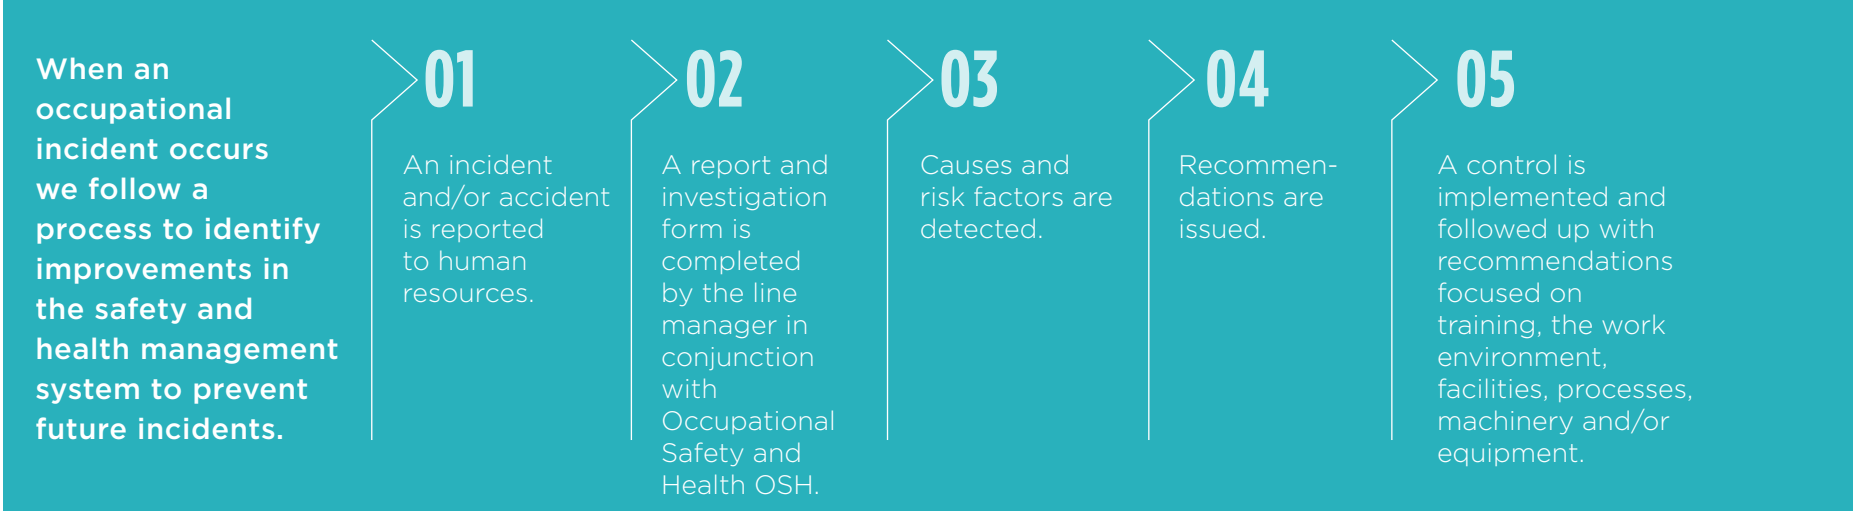 When an
occupational
incident occurs
we follow a
process to identify
improvements in
the safety and
health management
system to prevent
future incidents.
01
An incident
and/or accident
is reported
to human
resources.
02
A report and
investigation
form is
completed
by the line
manager in
conjunction
with
Occupational
Safety and
Health OSH.
03
Causes and
risk factors are
detected.
04
Recommen-
dations are
issued.
05
A control is
implemented and
followed up with
recommendations
focused on
training, the work
environment,
facilities, processes,
machinery and/or
equipment.